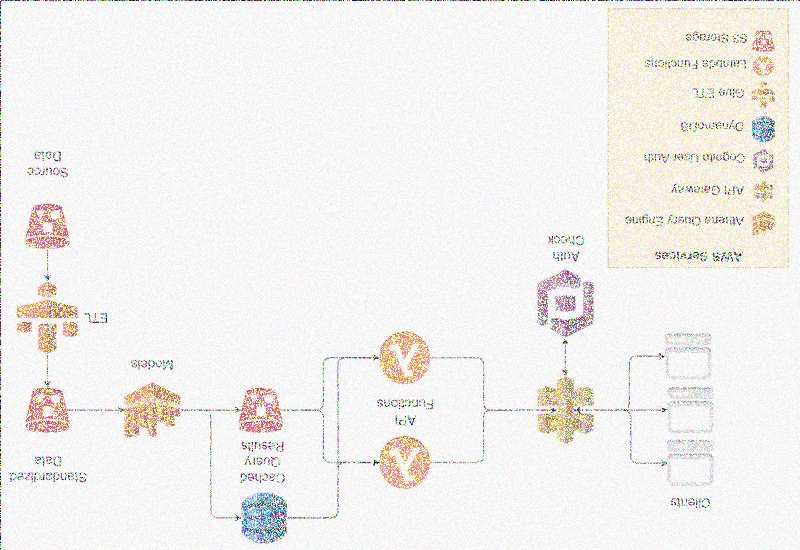 Clients
Cached
Query
Results
Standardized
Data
API
Functions
Models
ETL
Auth
Check
Source
Data
AWS Services
Athena Query Engine
API Gateway
Cognito User Auth
DynamoDB
Glue ETL
Lambda Functions
S3 Storage